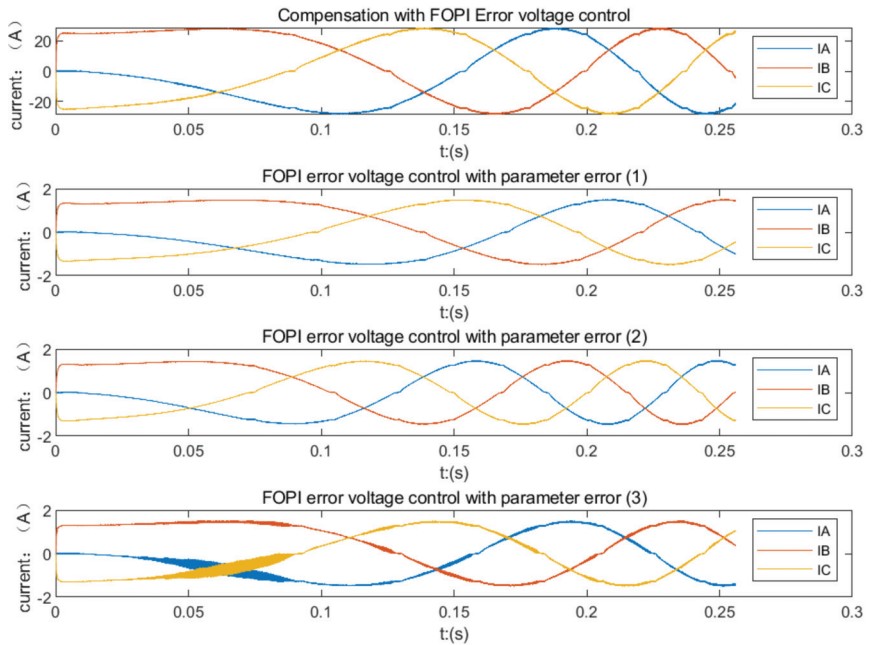 Compensation with FOPI Error voltage control
current:（A）
20
0
-20
IA
IB
IC
0 0.05 0.1 0.15 0.2 0.25 0.3
t:(s)
FOPI error voltage control with parameter error (1)
current:（A）
2
0
-2
IA
IB
IC
0 0.05 0.1 0.15 0.2 0.25 0.3
t:(s)
FOPI error voltage control with parameter error (2)
current:（A）
2
0
-2
IA
IB
IC
0 0.05 0.1 0.15 0.2 0.25 0.3
t:(s)
FOPI error voltage control with parameter error (3)
current:（A）
2
0
-2
IA
IB
IC
0 0.05 0.1 0.15 0.2 0.25 0.3
t:(s)